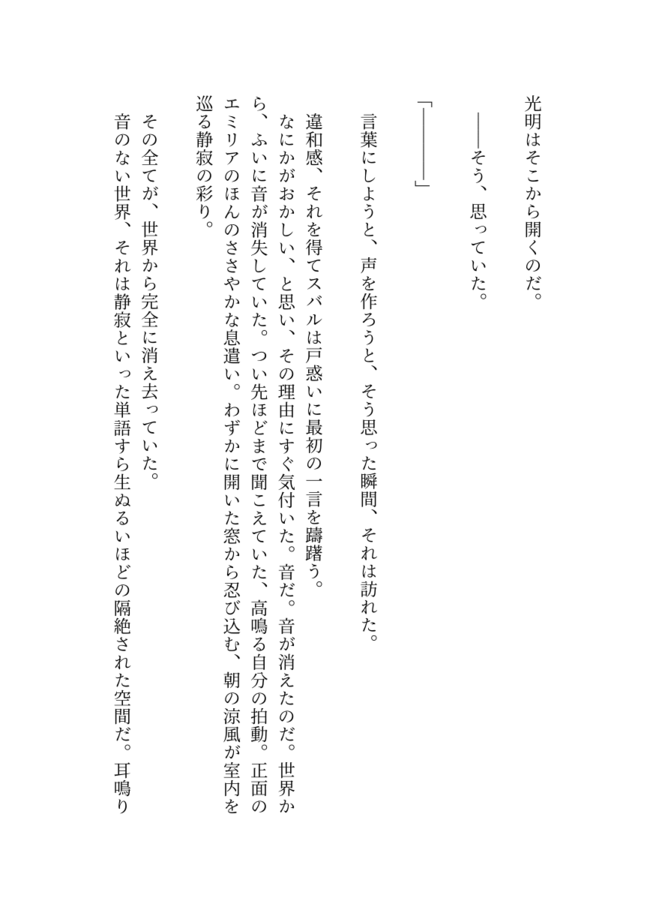 光明はそこから開くのだ。
――そう、思っていた。
「――――」
言葉にしようと、声を作ろうと、そう思った瞬間、それは訪れた。
違和感、それを得てスバルは戸惑いに最初の一言を躊躇う。
なにかがおかしい、と思い、その理由にすぐ気付いた。音だ。音が消えたのだ。世界か
ら、ふいに音が消失していた。つい先ほどまで聞こえていた、高鳴る自分の拍動。正面の
エミリアのほんのささやかな息遣い。わずかに開いた窓から忍び込む、朝の涼風が室内を
巡る静寂の彩り。
その全てが、世界から完全に消え去っていた。
音のない世界、それは静寂といった単語すら生ぬるいほどの隔絶された空間だ。耳鳴り